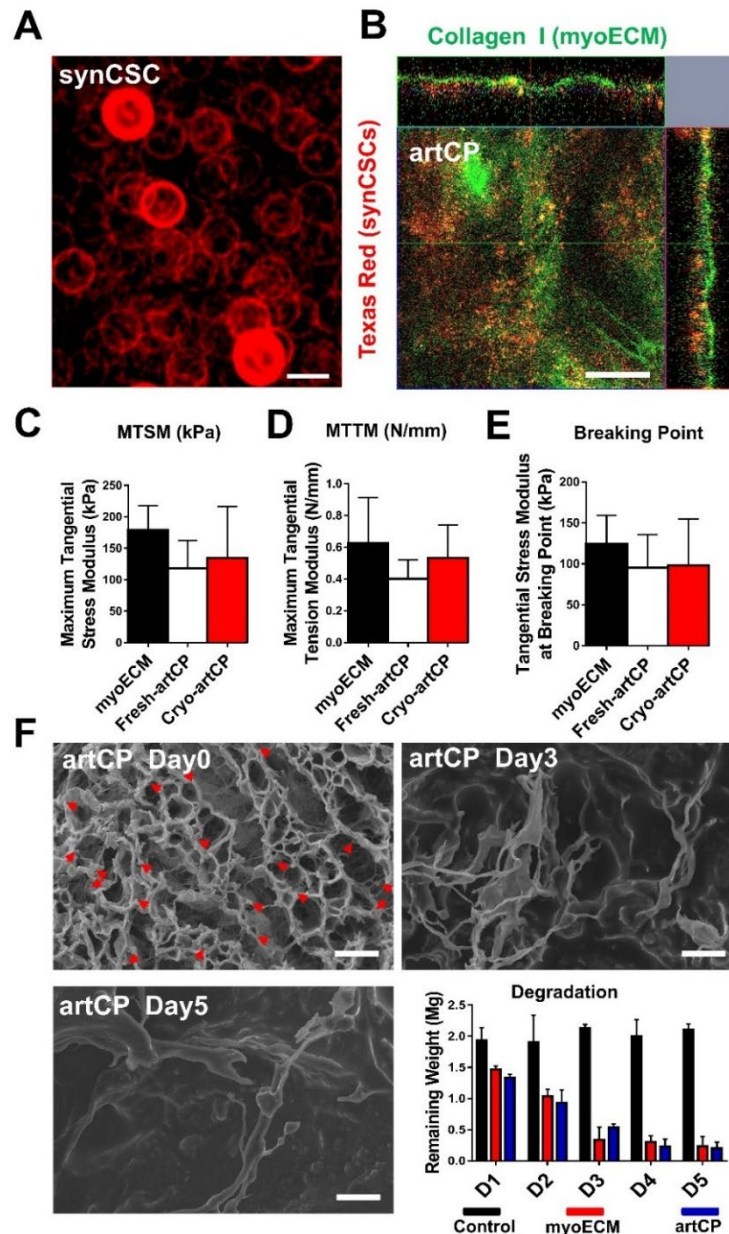 A
synCSC
B
Collagen I (myoECM)
Texas Red (synCSCs)
artCP
C
MTSM (kPa)
Maximum Tangential
Stress Modulus (kPa)
250
200
150
100
50
0
myoECM
Fresh-artCP
Cryo-artCP
D
MTTM (N/mm)
Maximum Tangential
Tension Modulus (N/mm)
1.0
0.8
0.6
0.4
0.2
0.0
myoECM
Fresh-artCP
Cryo-artCP
E
Breaking Point
Tangential Stress Modulus
at Breaking Point (kPa)
200
150
100
50
0
myoECM
Fresh-artCP
Cryo-artCP
F
artCP Day0
artCP Day3
artCP Day5
Degradation
Remaining Weight (Mg)
2.5
2.0
1.5
1.0
0.5
0.0
D1
D2
D3
D4
D5
Control
myoECM
artCP